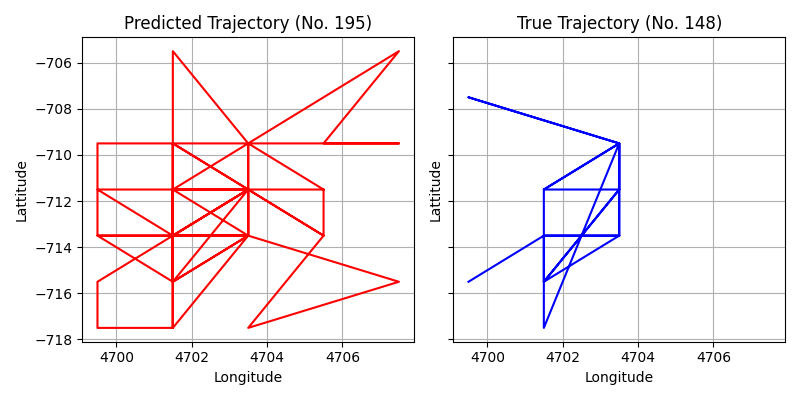 Predicted Trajectory (No. 195)
True Trajectory (No. 148)
Lattitude
−706
−708
−710
−712
−714
−716
−718
4700
4702
4704
4706
Longitude
Lattitude
4700
4702
4704
4706
Longitude